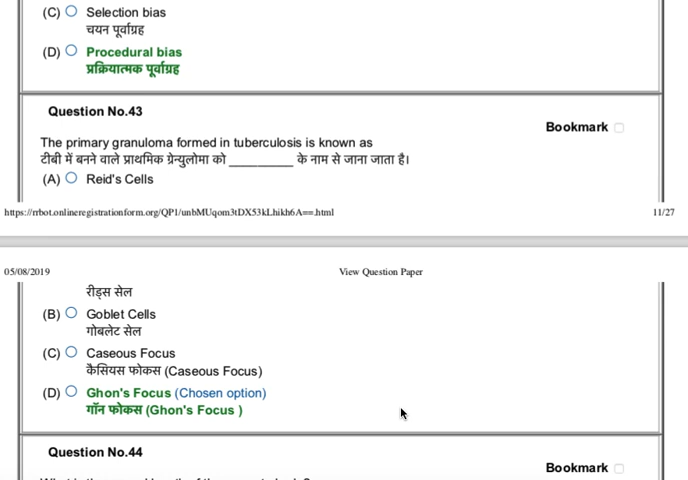 (C) Selection bias
चयन पूर्वाग्रह
(D) Procedural bias
प्रक्रियात्मक पूर्वाग्रह
Question No.43
Bookmark
The primary granuloma formed in tuberculosis is known as
टीबी में बनने वाले प्राथमिक ग्रेन्युलोमा को __________ के नाम से जाना जाता है।
(A) Reid's Cells
https://rrbot.onlineregistrationform.org/QP1/unbMUqom3tDX53kLhikh6A==.html 11/27
05/08/2019 View Question Paper
रीड्स सेल
(B) Goblet Cells
गोबलेट सेल
(C) Caseous Focus
कैसियस फोकस (Caseous Focus)
(D) Ghon's Focus (Chosen option)
गॉन फोकस (Ghon's Focus )
Question No.44
Bookmark